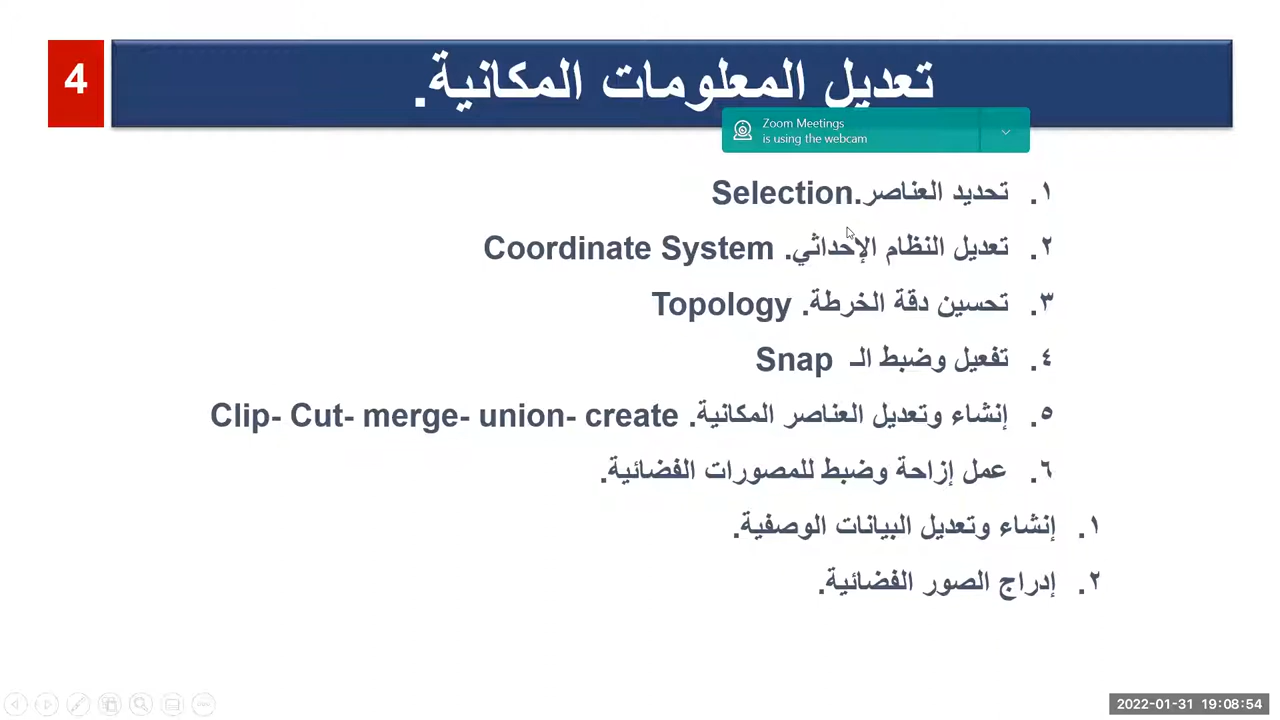 4
تعديل المعلومات المكانية.
Zoom Meetings
is using the webcam
١. تحديد العناصر.Selection
٢. تعديل النظام الإحداثي. Coordinate System
٣. تحسين دقة الخرطة. Topology
٤. تفعيل وضبط الـ Snap
٥. إنشاء وتعديل العناصر المكانية. Clip- Cut- merge- union- create
٦. عمل إزاحة وضبط للمصورات الفضائية.
١. إنشاء وتعديل البيانات الوصفية.
٢. إدراج الصور الفضائية.
2022-01-31 19:08:54